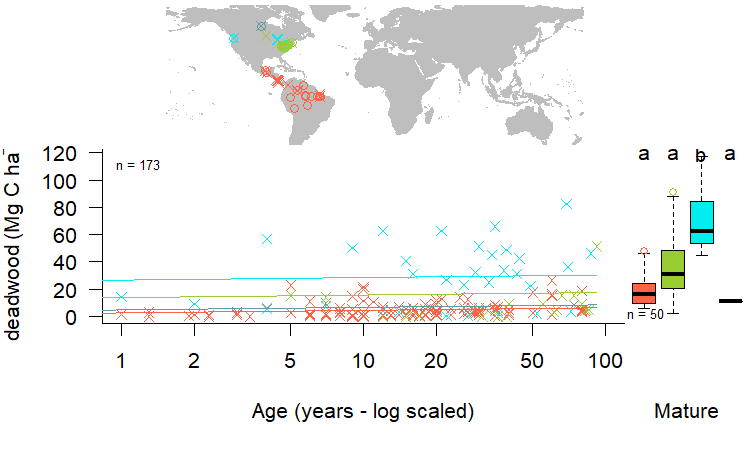 deadwood (Mg C ha
120
100
80
60
40
20
0
n = 173
a a b a
n = 50
1 2 5 10 20 50 100
Age (years - log scaled)
Mature